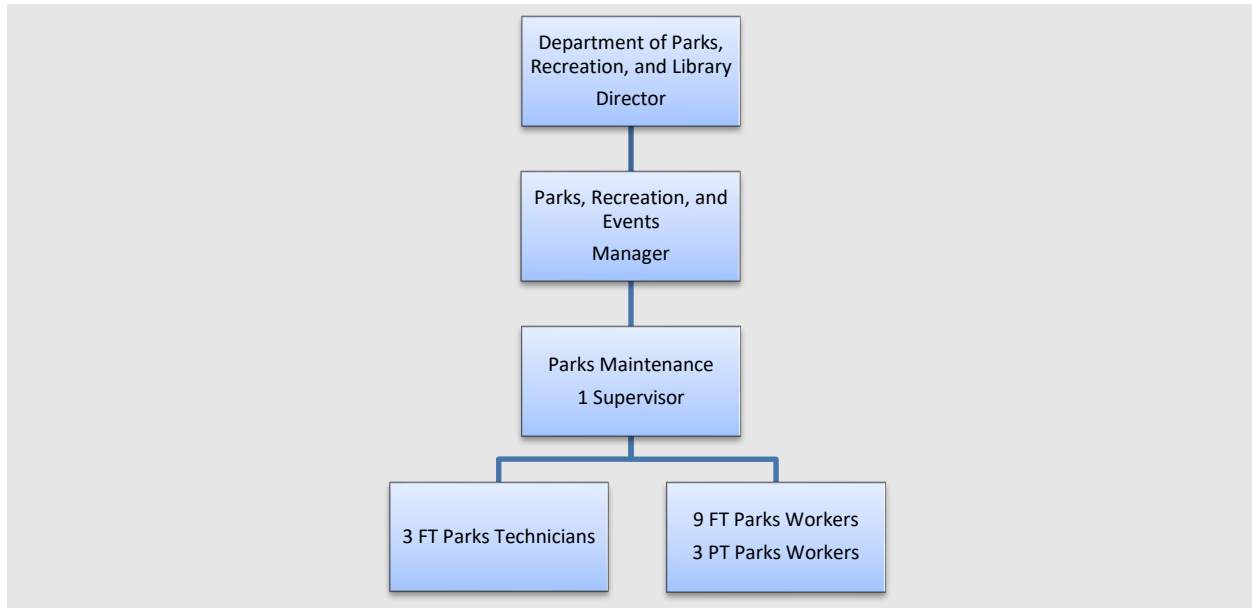 Department of Parks,
Recreation, and Library
Director
Parks, Recreation, and
Events
Manager
Parks Maintenance
1 Supervisor
3 FT Parks Technicians
9 FT Parks Workers
3 PT Parks Workers